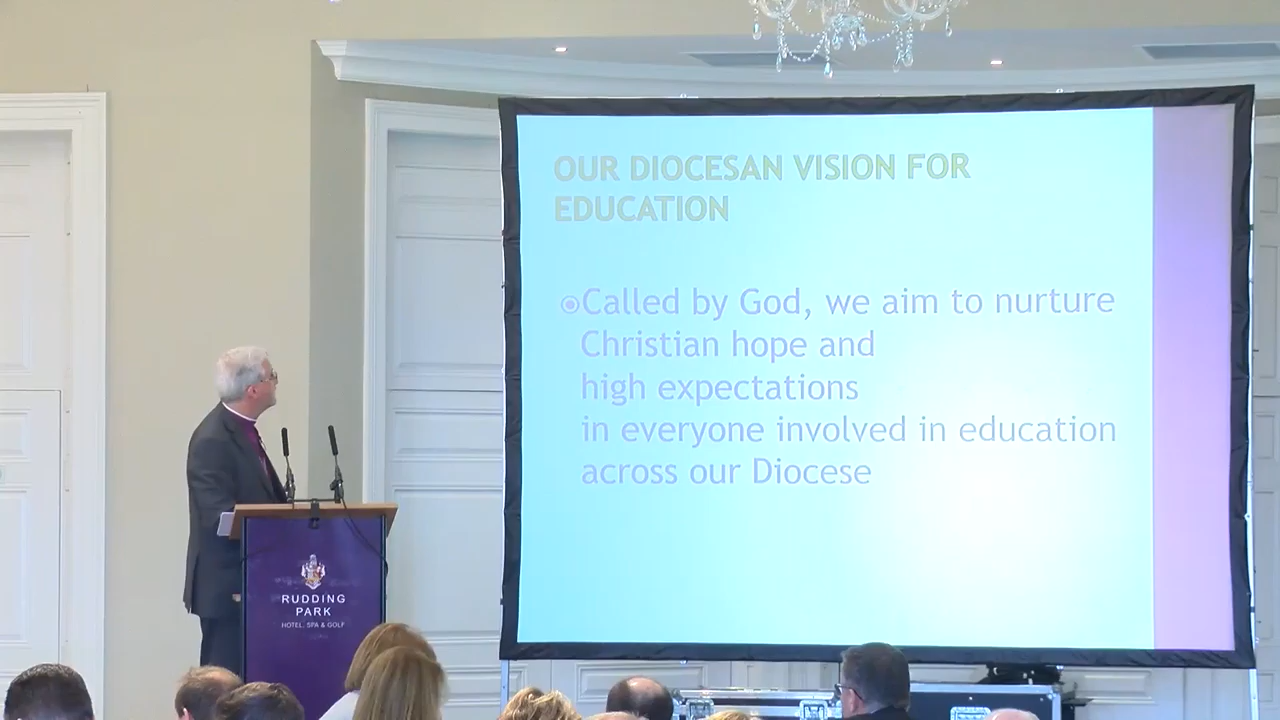 OUR DIOCESAN VISION FOR
EDUCATION
Called by God, we aim to nurture
Christian hope and
high expectations
in everyone involved in education
across our Diocese
RUDDING
PARK
HOTEL, SPA & GOLF